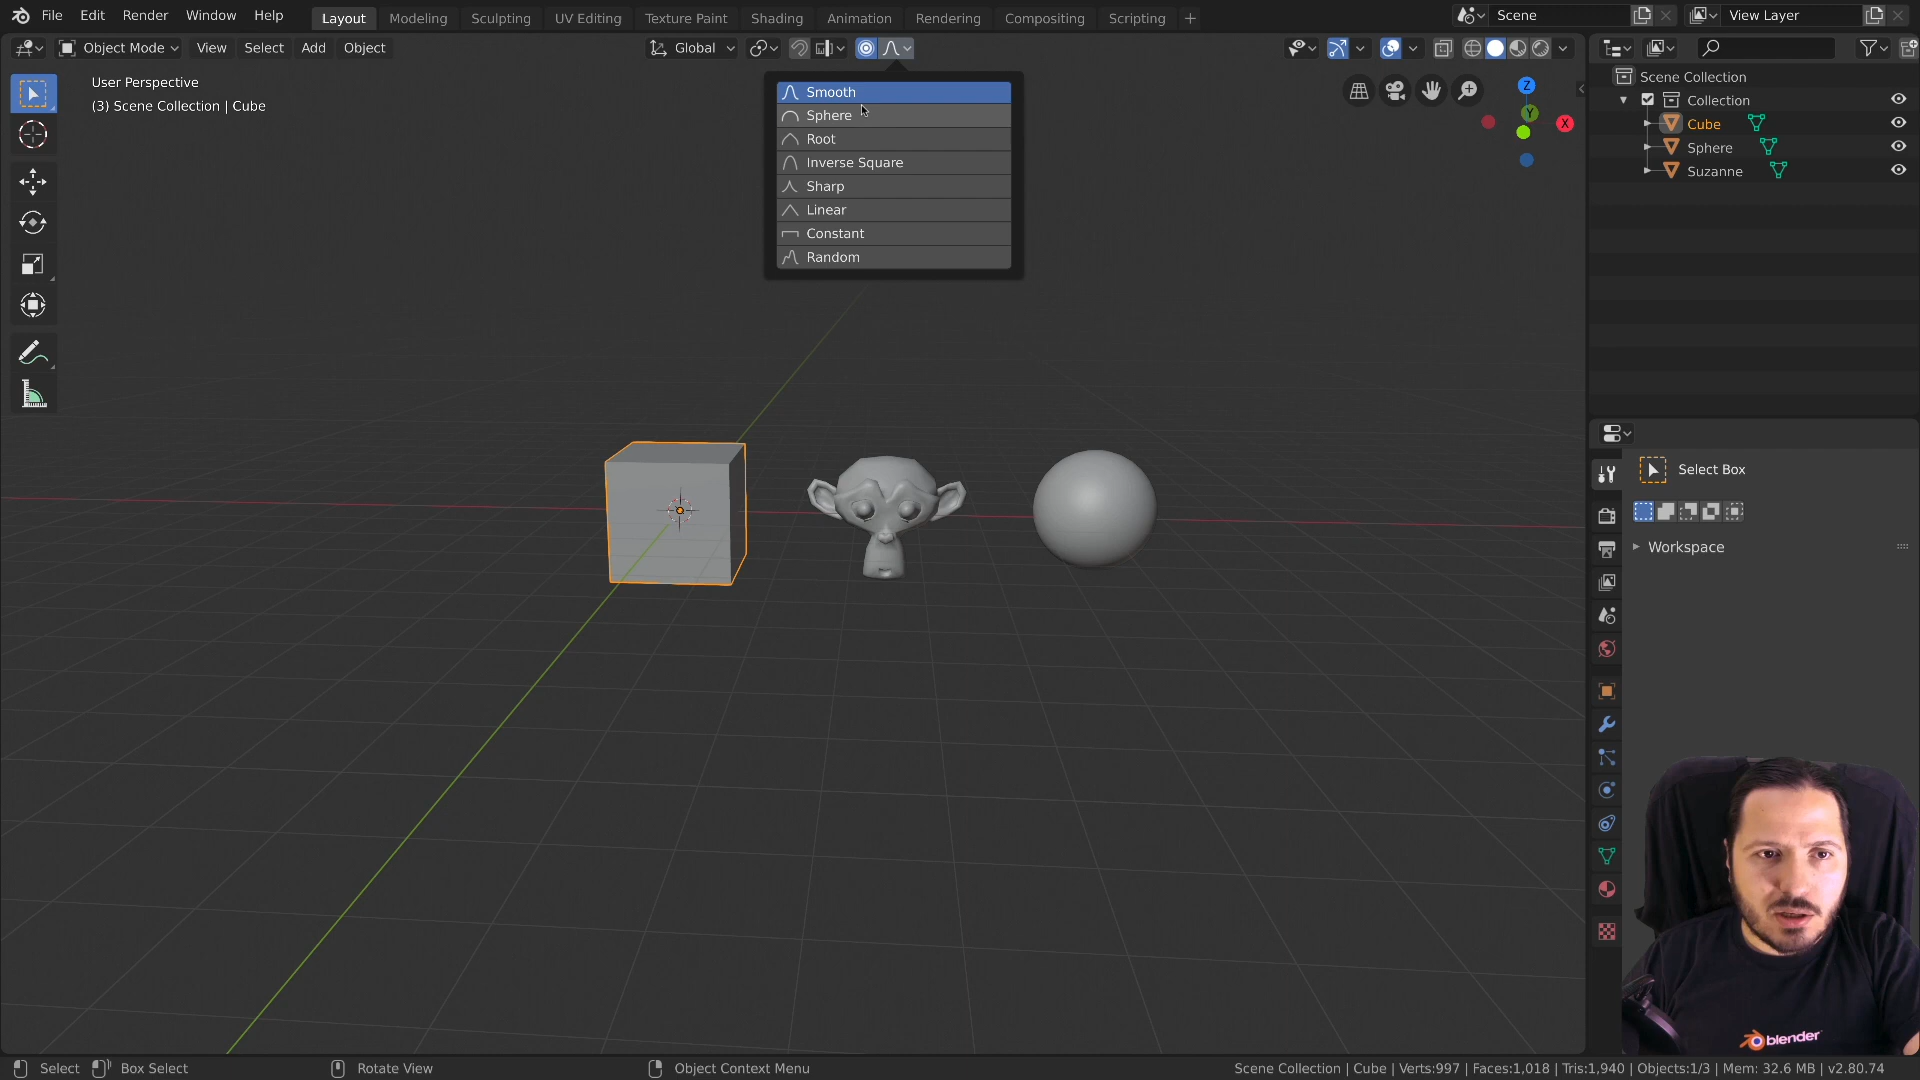 File Edit Render Window Help
Layout Modeling Sculpting UV Editing Texture Paint Shading Animation Rendering Compositing Scripting +
Scene
View Layer
Object Mode View Select Add Object
Global
User Perspective
(3) Scene Collection | Cube
Smooth
Sphere
Root
Inverse Square
Sharp
Linear
Constant
Random
Z
Y
X
Scene Collection
Collection
Cube
Sphere
Suzanne
Select Box
Workspace
blender
Select Box Select Rotate View Object Context Menu
Scene Collection | Cube | Verts:997 | Faces:1,018 | Tris:1,940 | Objects:1/3 | Mem: 32.6 MB | v2.80.74